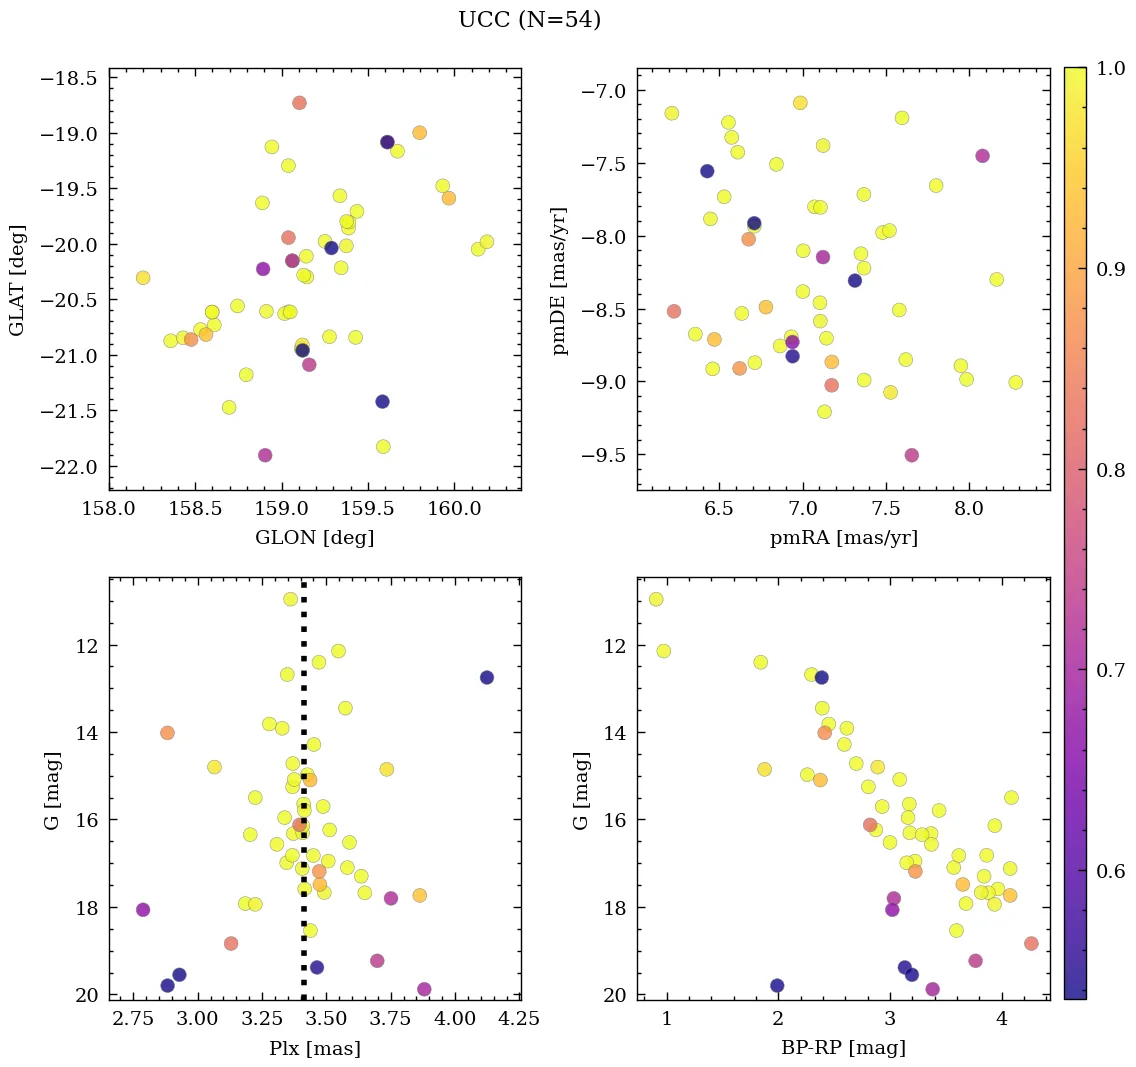 UCC (N=54)
−18.5
−19.0
−19.5
−20.0
−20.5
−21.0
−21.5
−22.0
GLAT [deg]
158.0 158.5 159.0 159.5 160.0
GLON [deg]
−7.0
−7.5
−8.0
−8.5
−9.0
−9.5
pmDE [mas/yr]
6.5 7.0 7.5 8.0
pmRA [mas/yr]
12
14
16
18
20
G [mag]
2.75 3.00 3.25 3.50 3.75 4.00 4.25
Plx [mas]
12
14
16
18
20
G [mag]
1 2 3 4
BP-RP [mag]
1.0
0.9
0.8
0.7
0.6